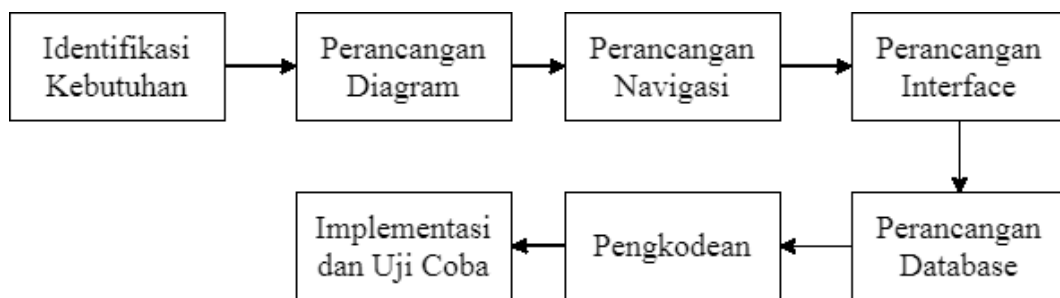 Identifikasi
Kebutuhan
Perancangan
Diagram
Perancangan
Navigasi
Perancangan
Interface
Perancangan
Database
Pengkodean
Implementasi
dan Uji Coba